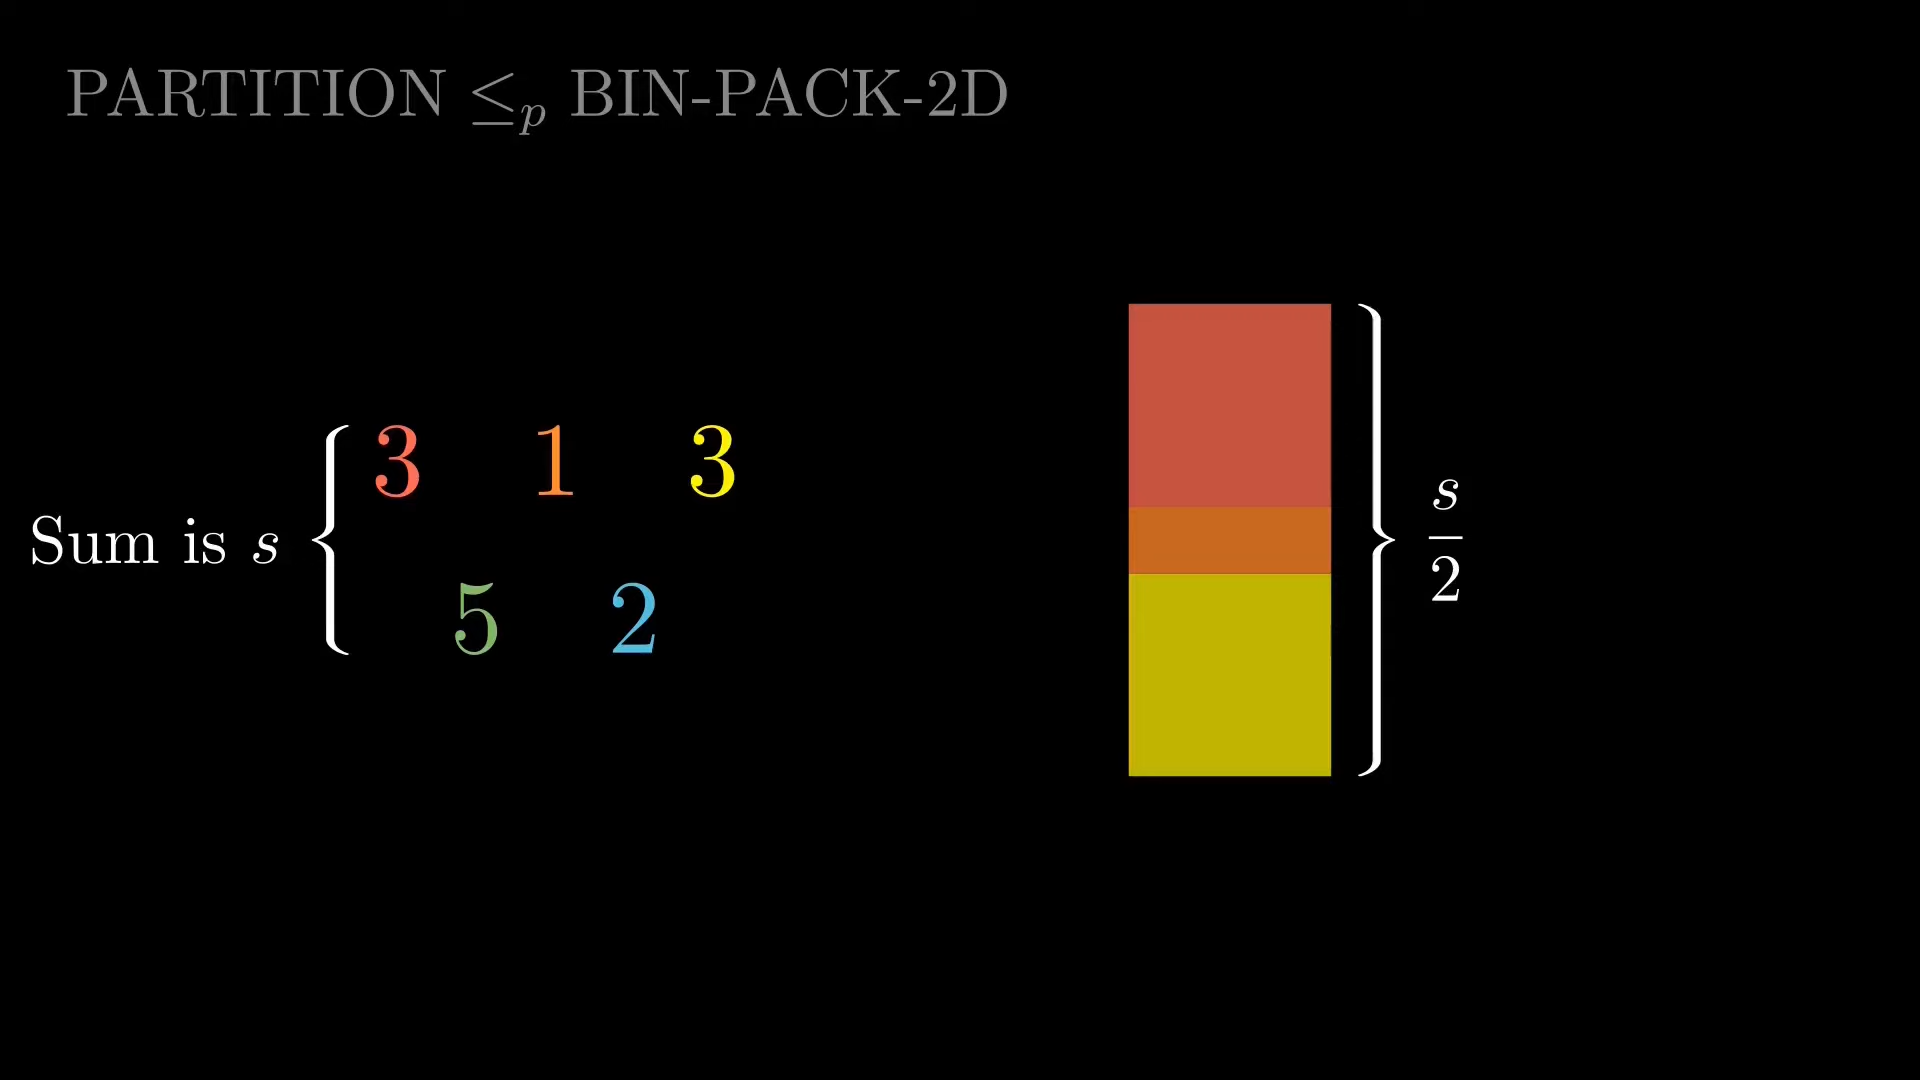 PARTITION ≤p BIN-PACK-2D
3 1 3
Sum is s
5 2
s
2